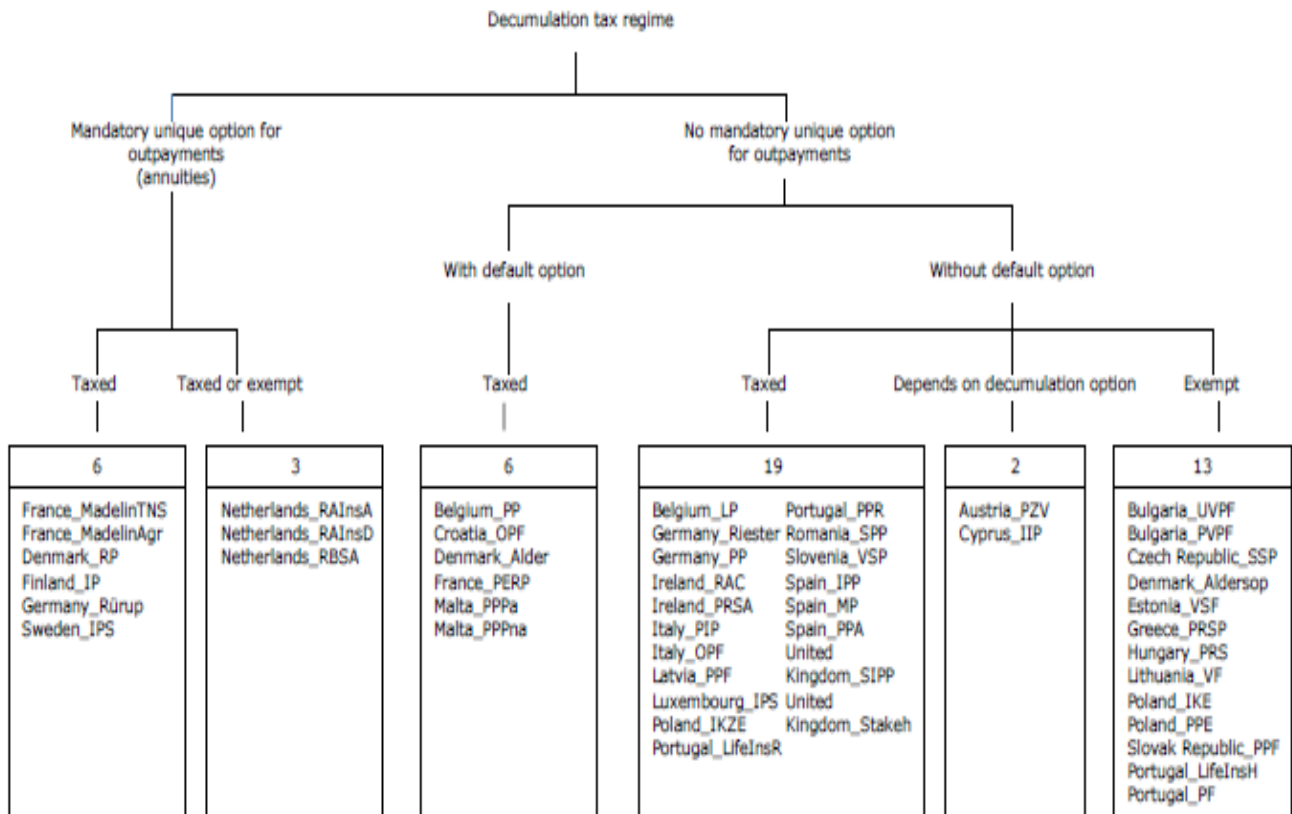 Decumulation tax regime
Mandatory unique option for
outpayments
(annuities)
No mandatory unique option
for outpayments
With default option
Without default option
Taxed
Taxed or exempt
Taxed
Taxed
Depends on decumulation option
Exempt
6
France_MadelinTNS
France_MadelinAgr
Denmark_RP
Finland_IP
Germany_Rürup
Sweden_IPS
3
Netherlands_RAInsA
Netherlands_RAInsD
Netherlands_RBSA
6
Belgium_PP
Croatia_OPF
Denmark_Alder
France_PERP
Malta_PPPa
Malta_PPPna
19
Belgium_LP
Germany_Riester
Germany_PP
Ireland_RAC
Ireland_PRSA
Italy_PIP
Italy_OPF
Latvia_PPF
Luxembourg_IPS
Poland_IKZE
Portugal_LifeInsR
Portugal_PPR
Romania_SPP
Slovenia_VSP
Spain_IPP
Spain_MP
Spain_PPA
United
Kingdom_SIPP
United
Kingdom_Stakeh
2
Austria_PZV
Cyprus_IIP
13
Bulgaria_UVPF
Bulgaria_PVPF
Czech Republic_SSP
Denmark_Aldersop
Estonia_VSF
Greece_PRSP
Hungary_PRS
Lithuania_VF
Poland_IKE
Poland_PPE
Slovak Republic_PPF
Portugal_LifeInsH
Portugal_PF